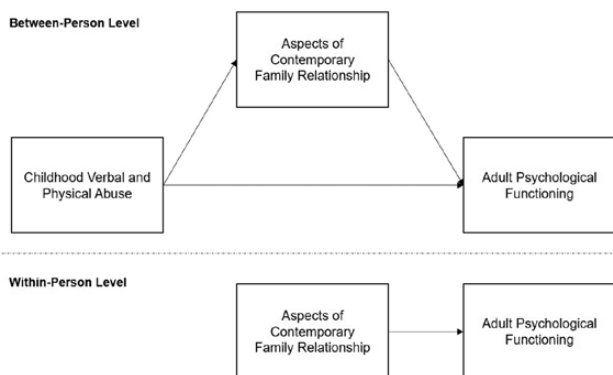 Between-Person Level
Aspects of
Contemporary
Family Relationship
Childhood Verbal and
Physical Abuse
Adult Psychological
Functioning
Within-Person Level
Aspects of
Contemporary
Family Relationship
Adult Psychological
Functioning